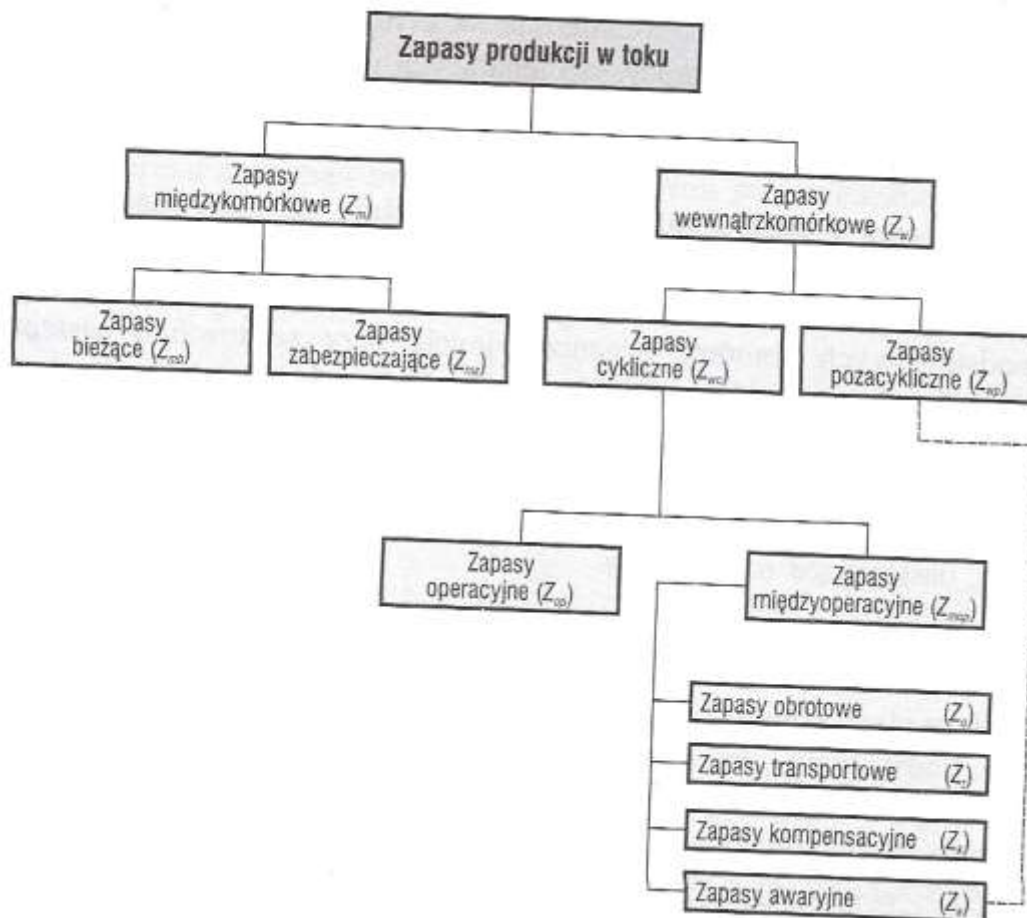 Zapasy produkcji w toku
Zapasy
międzykomórkowe (Zm)
Zapasy
wewnątrzkomórkowe (Zw)
Zapasy
bieżące (Zmb)
Zapasy
zabezpieczające (Zmz)
Zapasy
cykliczne (Zwc)
Zapasy
pozacykliczne (Zwp)
Zapasy
operacyjne (Zop)
Zapasy
międzyoperacyjne (Zmop)
Zapasy obrotowe (Zo)
Zapasy transportowe (Zt)
Zapasy kompensacyjne (Zk)
Zapasy awaryjne (Za)